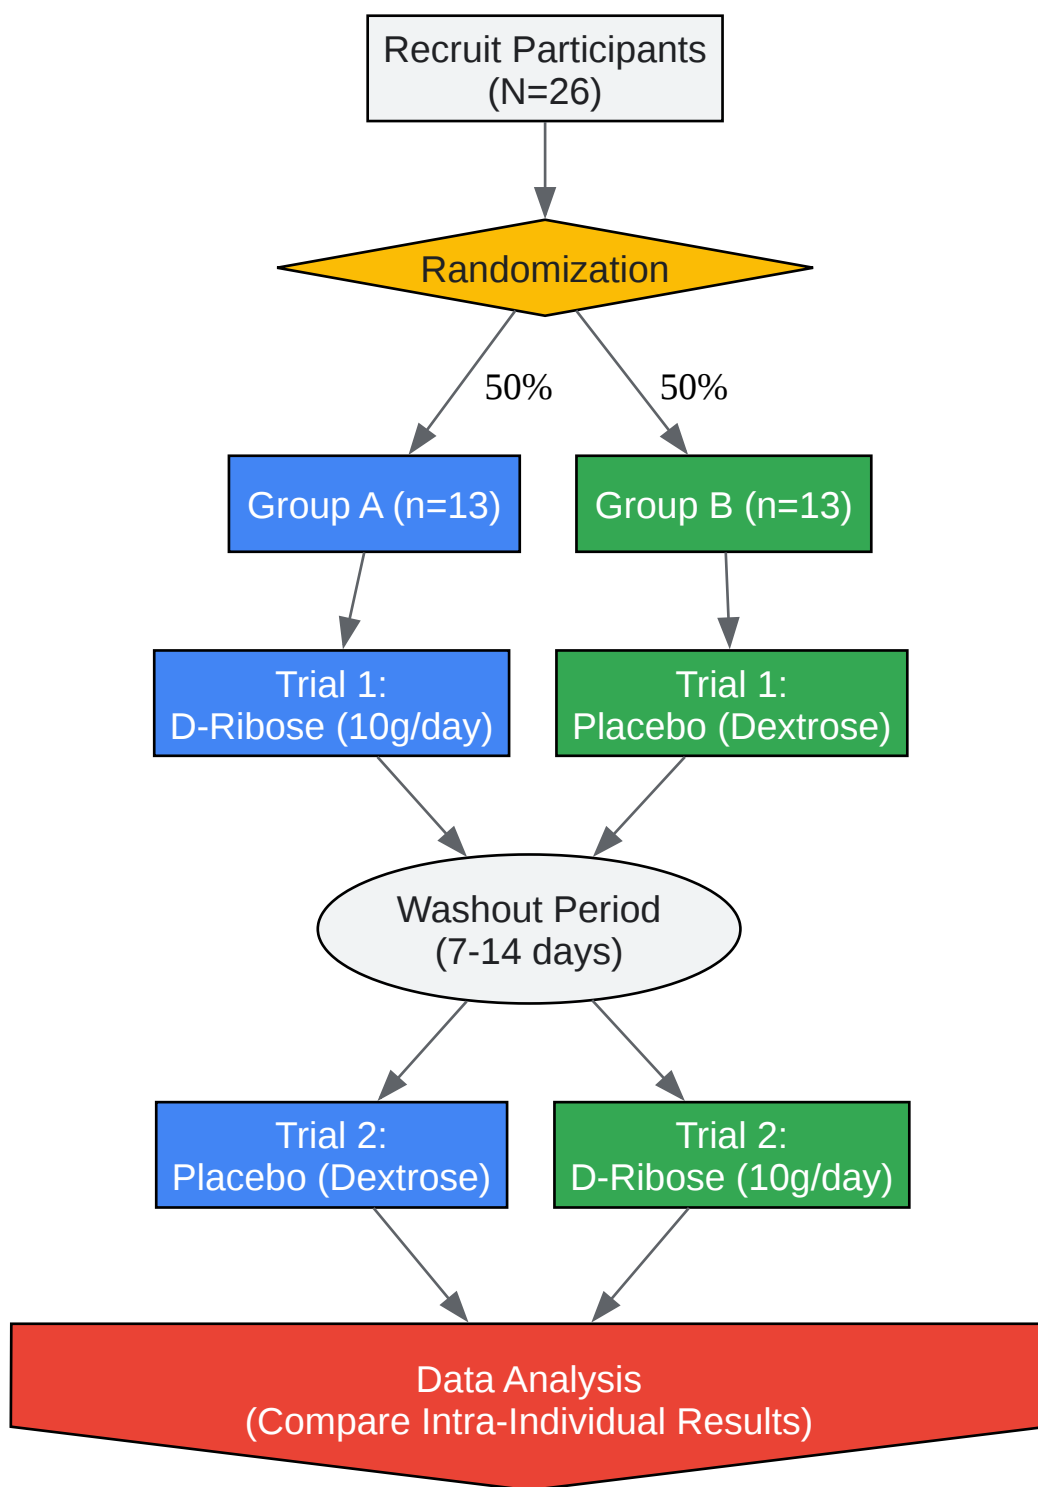 Recruit Participants
(N=26)
Randomization
50%
50%
Group A (n=13)
Group B (n=13)
Trial 1:
D-Ribose (10g/day)
Trial 1:
Placebo (Dextrose)
Washout Period
(7-14 days)
Trial 2:
Placebo (Dextrose)
Trial 2:
D-Ribose (10g/day)
Data Analysis
(Compare Intra-Individual Results)